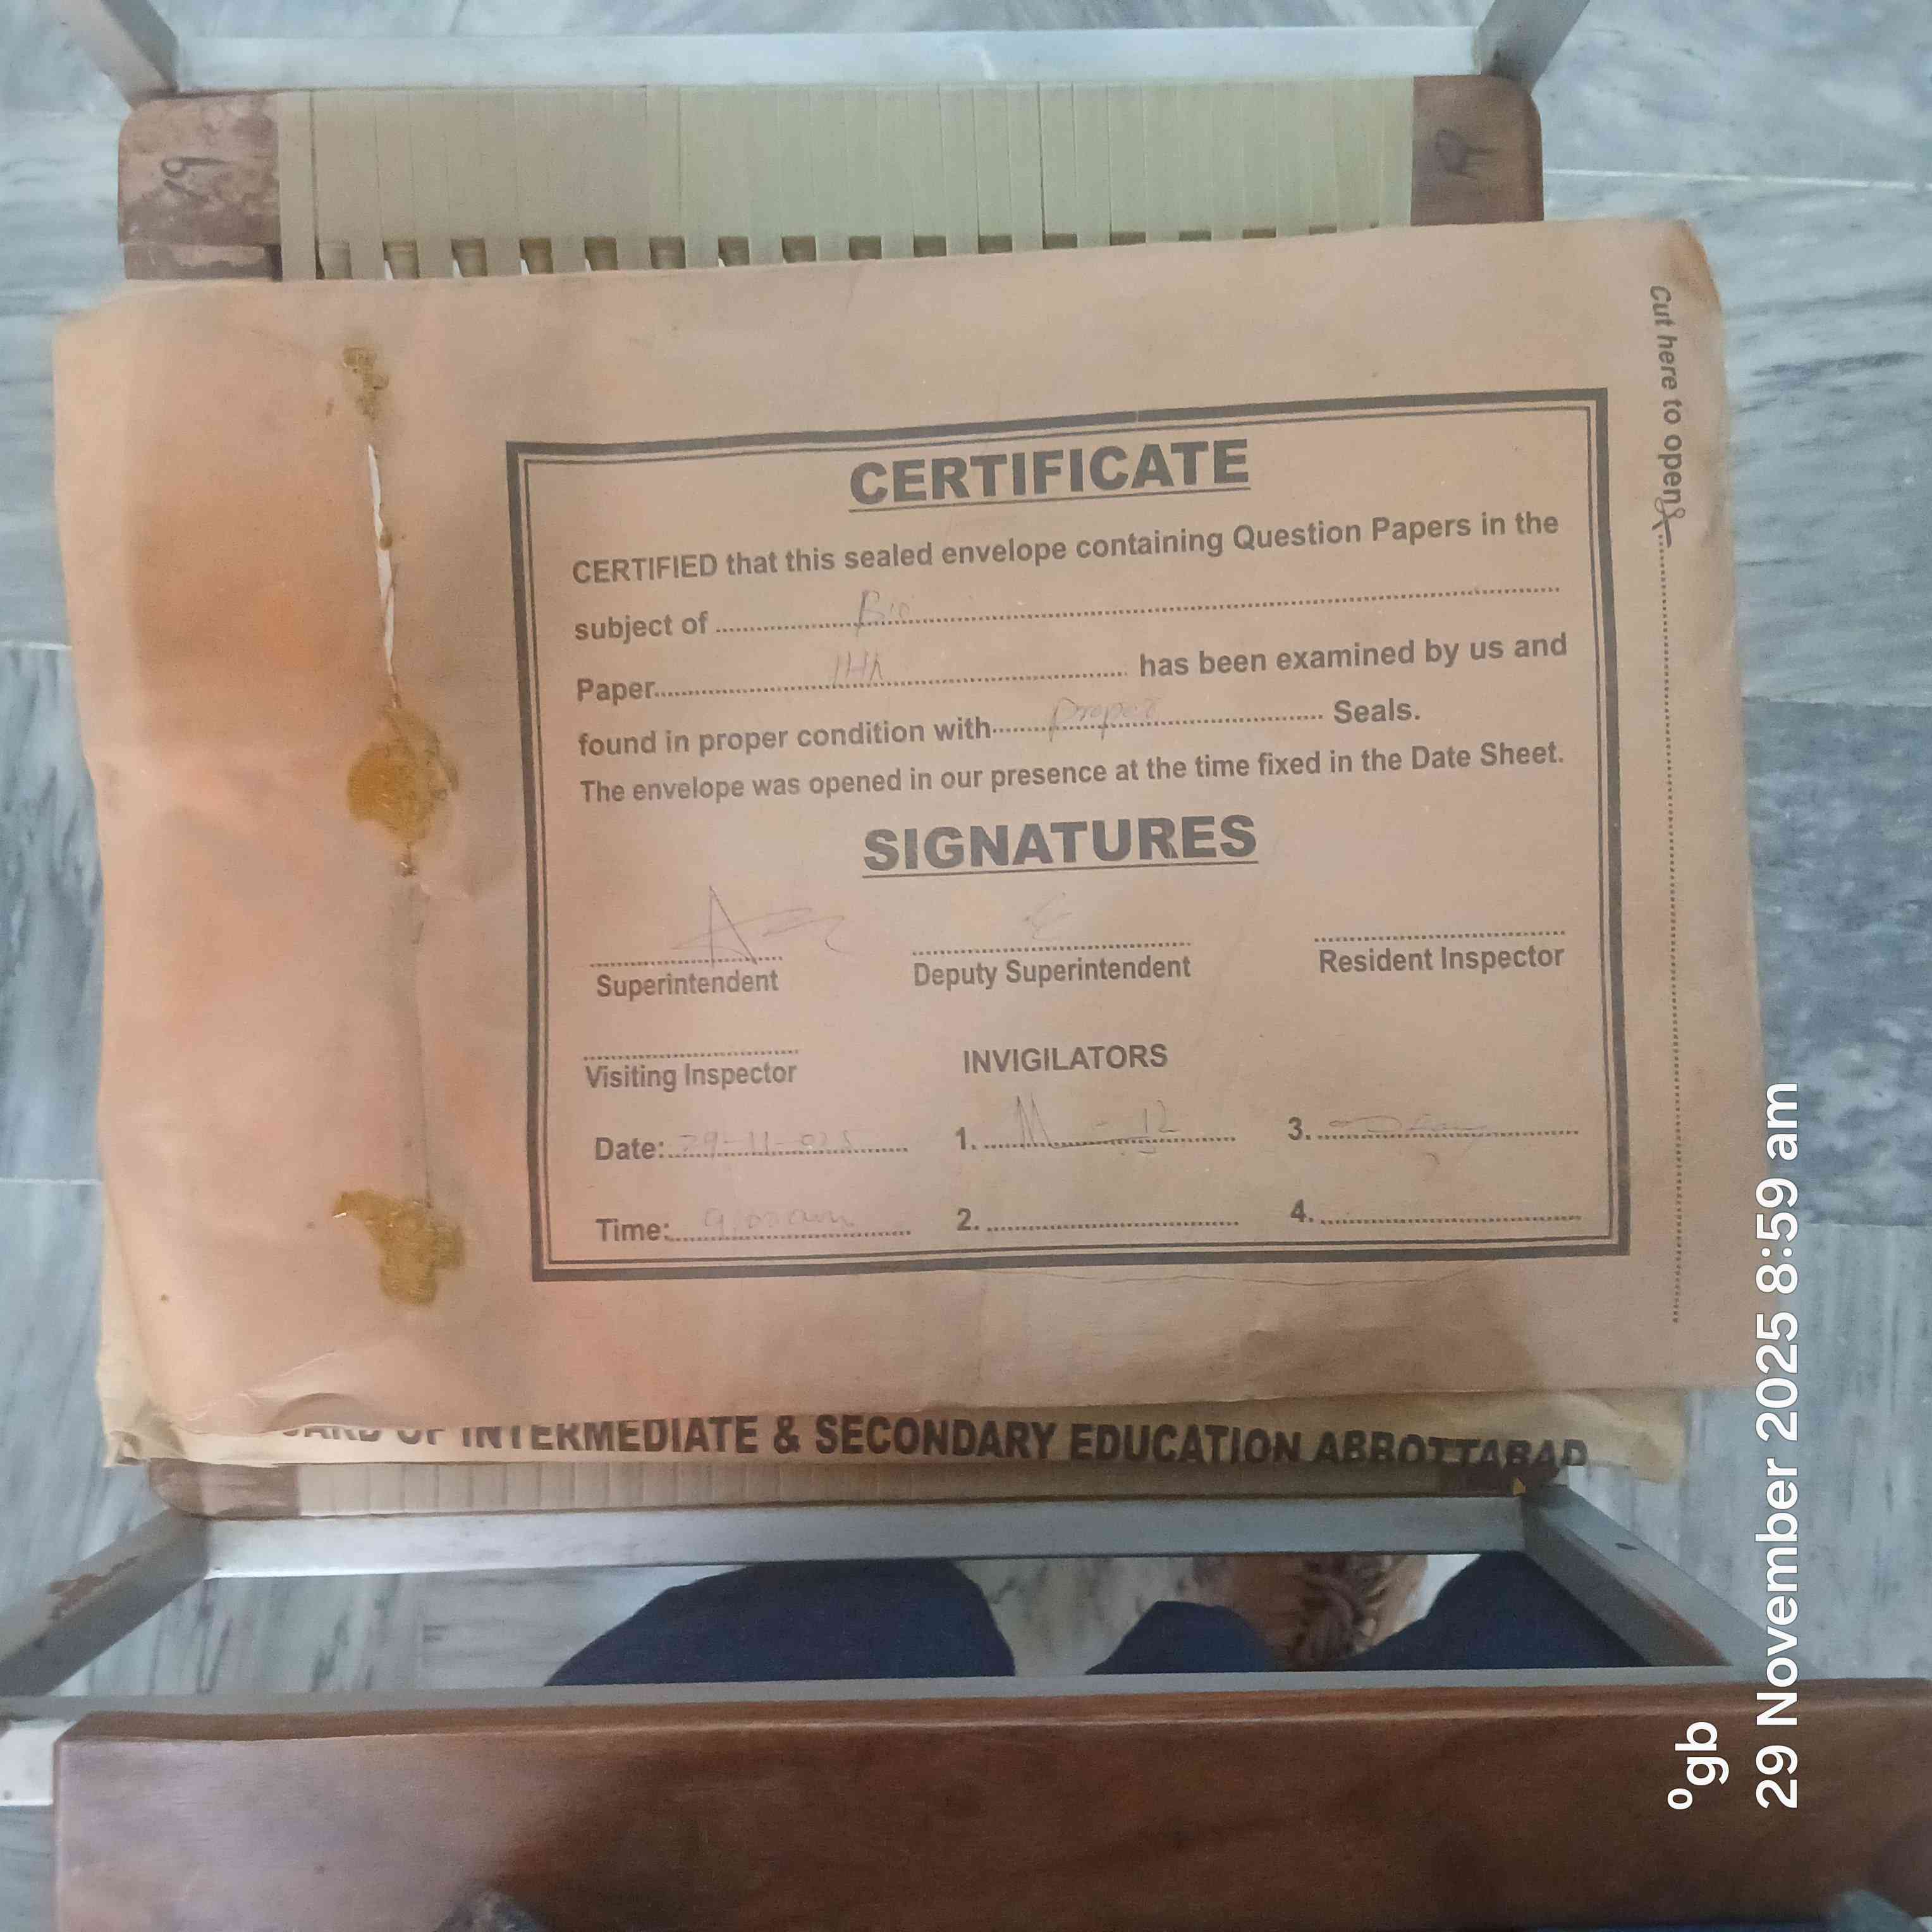 Cut here to open
CERTIFICATE
CERTIFIED that this sealed envelope containing Question Papers in the
subject of Bio
Paper has been examined by us and
found in proper condition with proper Seals.
The envelope was opened in our presence at the time fixed in the Date Sheet.
SIGNATURES
Superintendent Deputy Superintendent Resident Inspector
Visiting Inspector INVIGILATORS
Date: 29-11-025 1. 3.
Time: 9:00 am 2. 4.
OF INTERMEDIATE & SECONDARY EDUCATION ABBOTTABAD
gb
29 November 2025 8:59 am